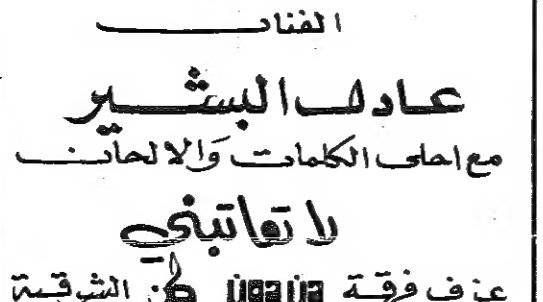 الفنان
عادل البشير
مع احلى الكلمات والالحان
لا تعاتبني
عزف فرقة الشرقية